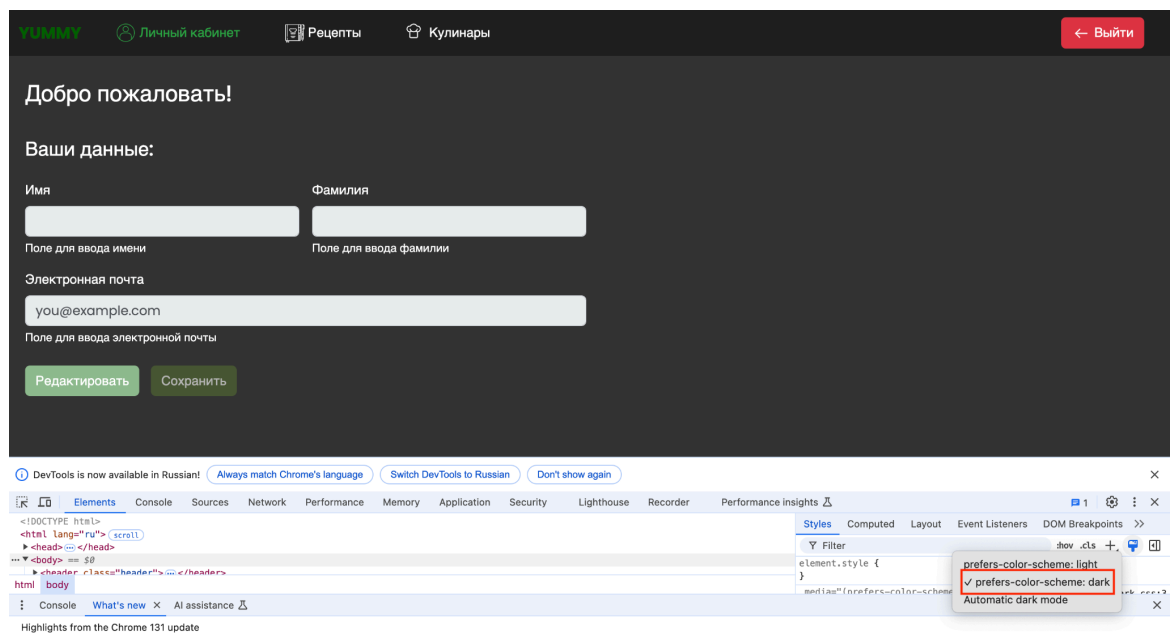 YUMMY Личный кабинет Рецепты Кулинары ← Выйти
Добро пожаловать!
Ваши данные:
Имя Фамилия
Поле для ввода имени Поле для ввода фамилии
Электронная почта
you@example.com
Поле для ввода электронной почты
Редактировать Сохранить
DevTools is now available in Russian! Always match Chrome's language Switch DevTools to Russian Don't show again
Elements Console Sources Network Performance Memory Application Security Lighthouse Recorder Performance insights 1
<!DOCTYPE html>
<html lang="ru"> scroll
<head> ... </head>
... <body> == $0
<header class="header"> ... </header>
html body
Styles Computed Layout Event Listeners DOM Breakpoints >>
Filter :hov .cls +
element.style {
}
media="(prefers-color-scheme
prefers-color-scheme: light
✓ prefers-color-scheme: dark
Automatic dark mode
Console What's new × AI assistance
Highlights from the Chrome 131 update